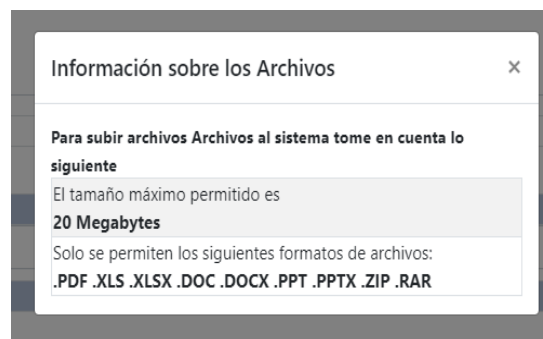 Información sobre los Archivos ×
Para subir archivos Archivos al sistema tome en cuenta lo
siguiente
El tamaño máximo permitido es
20 Megabytes
Solo se permiten los siguientes formatos de archivos:
.PDF .XLS .XLSX .DOC .DOCX .PPT .PPTX .ZIP .RAR